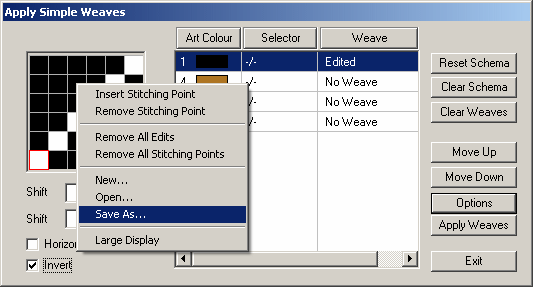 Apply Simple Weaves
Art Colour Selector Weave
1 -/- Edited
4 -/- No Weave
-/- No Weave
-/- No Weave
Insert Stitching Point
Remove Stitching Point
Remove All Edits
Remove All Stitching Points
New...
Open...
Save As...
Large Display
Shift
Shift
Horizon
Invert
Reset Schema
Clear Schema
Clear Weaves
Move Up
Move Down
Options
Apply Weaves
Exit